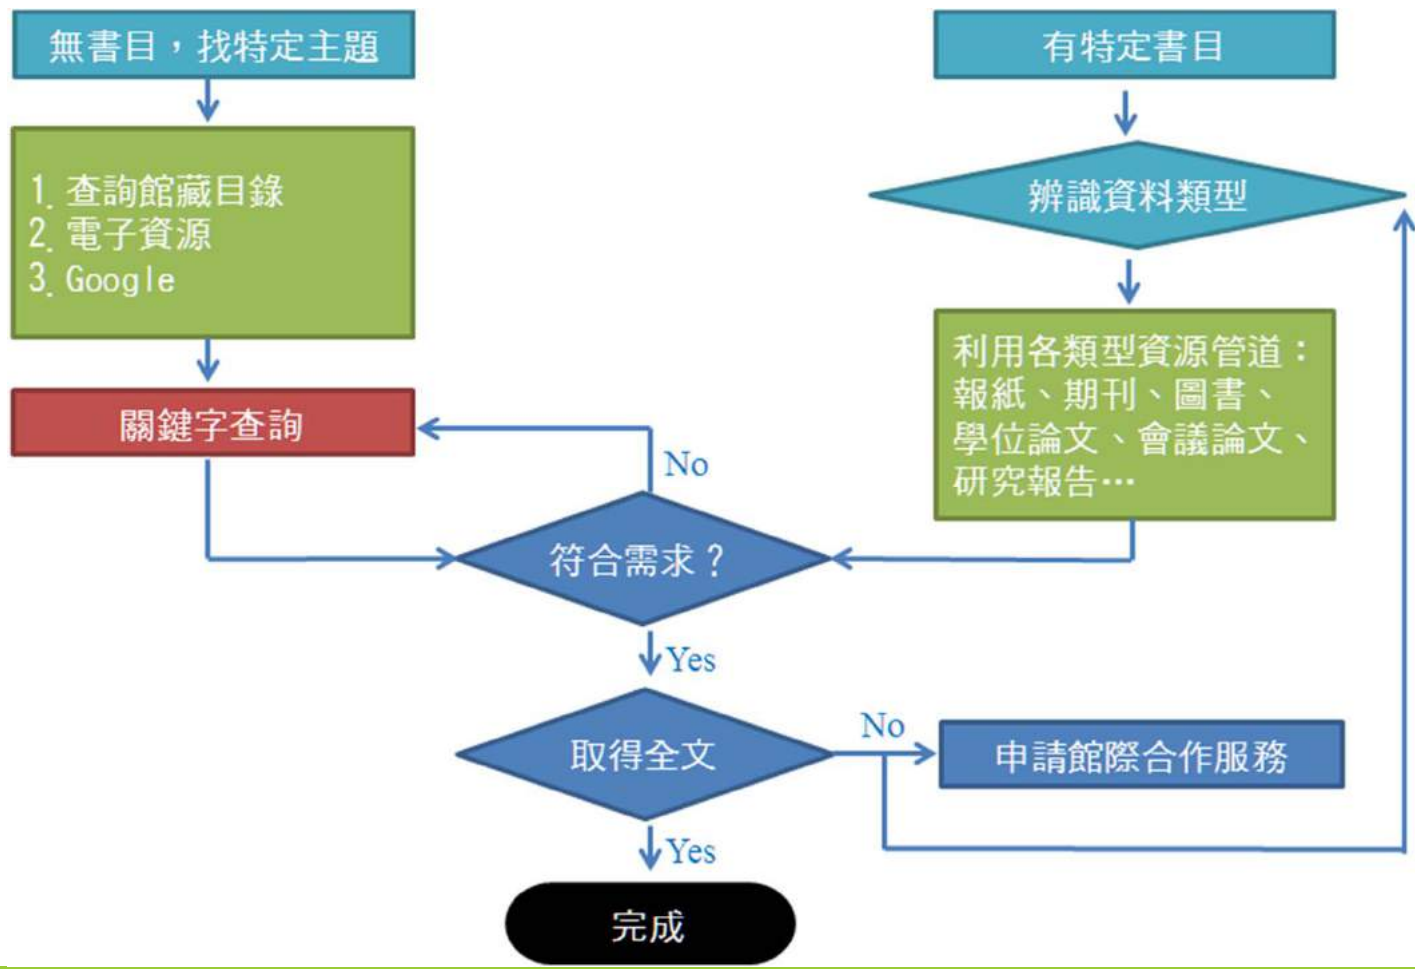 無書目，找特定主題
有特定書目
1. 查詢館藏目錄
2. 電子資源
3. Google
辨識資料類型
利用各類型資源管道：
報紙、期刊、圖書、
學位論文、會議論文、
研究報告…
關鍵字查詢
No
符合需求？
Yes
取得全文
No
申請館際合作服務
Yes
完成